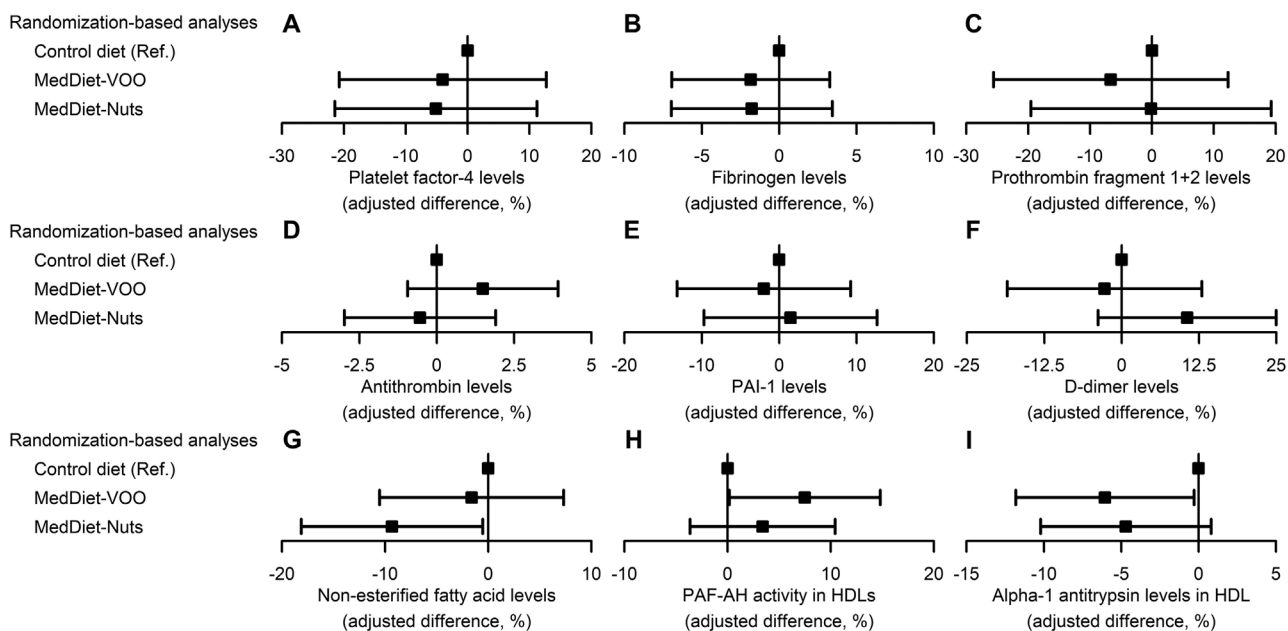 Randomization-based analyses
A
B
C
Control diet (Ref.)
MedDiet-VOO
MedDiet-Nuts
-30 -20 -10 0 10 20
Platelet factor-4 levels
(adjusted difference, %)
-10 -5 0 5 10
Fibrinogen levels
(adjusted difference, %)
-30 -20 -10 0 10 20
Prothrombin fragment 1+2 levels
(adjusted difference, %)
Randomization-based analyses
D
E
F
Control diet (Ref.)
MedDiet-VOO
MedDiet-Nuts
-5 -2.5 0 2.5 5
Antithrombin levels
(adjusted difference, %)
-20 -10 0 10 20
PAI-1 levels
(adjusted difference, %)
-25 -12.5 0 12.5 25
D-dimer levels
(adjusted difference, %)
Randomization-based analyses
G
H
I
Control diet (Ref.)
MedDiet-VOO
MedDiet-Nuts
-20 -10 0 10
Non-esterified fatty acid levels
(adjusted difference, %)
-10 0 10 20
PAF-AH activity in HDLs
(adjusted difference, %)
-15 -10 -5 0 5
Alpha-1 antitrypsin levels in HDL
(adjusted difference, %)